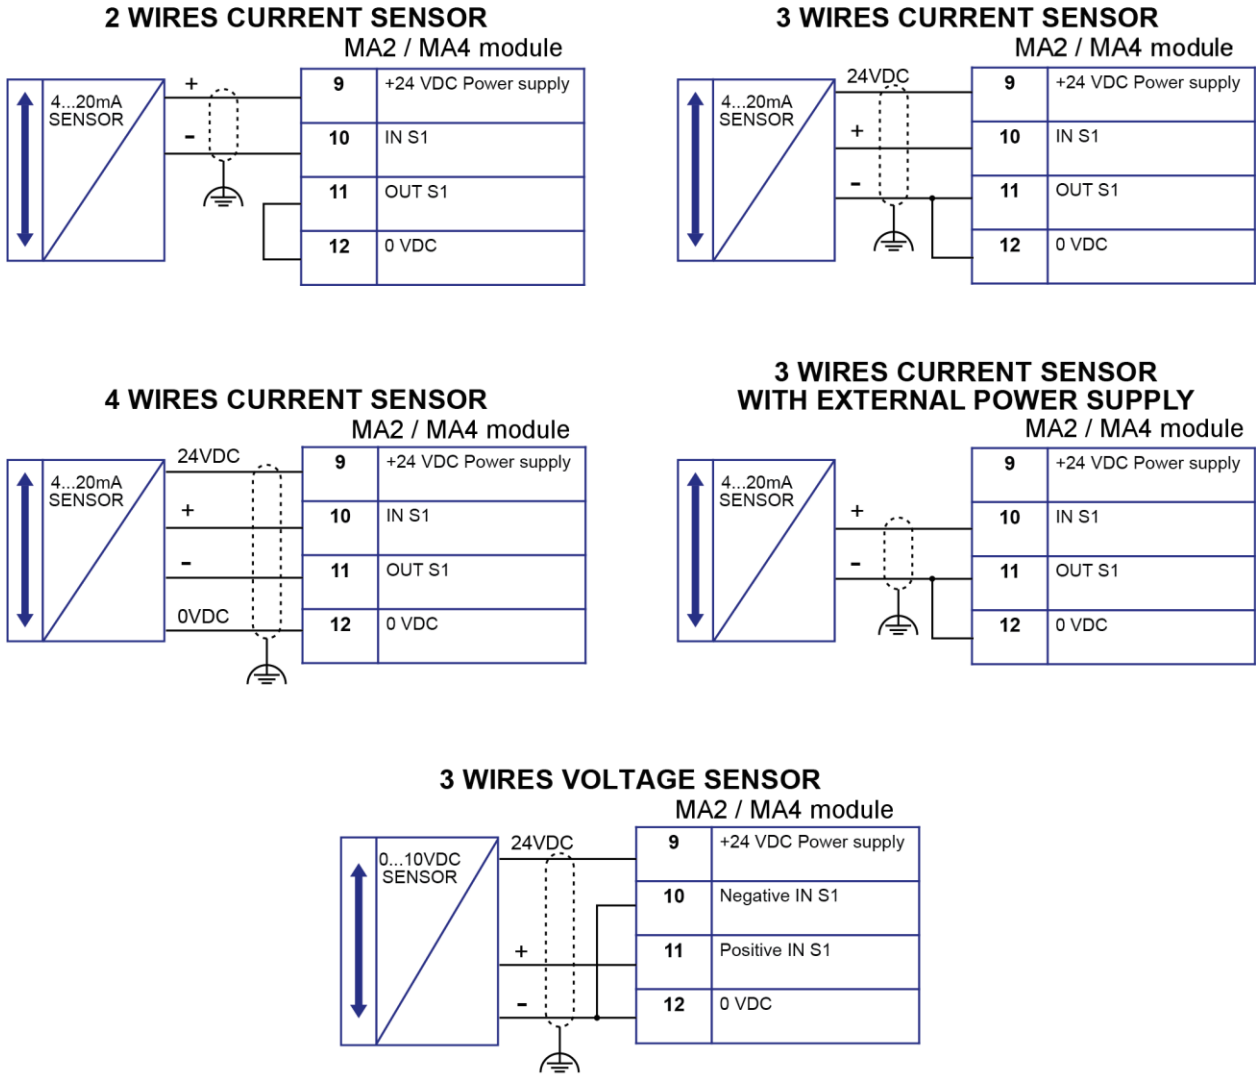 2 WIRES CURRENT SENSOR
MA2 / MA4 module
4...20mA
SENSOR
+
-
9 +24 VDC Power supply
10 IN S1
11 OUT S1
12 0 VDC
3 WIRES CURRENT SENSOR
MA2 / MA4 module
4...20mA
SENSOR
24VDC
+
-
9 +24 VDC Power supply
10 IN S1
11 OUT S1
12 0 VDC
4 WIRES CURRENT SENSOR
MA2 / MA4 module
4...20mA
SENSOR
24VDC
+
-
0VDC
9 +24 VDC Power supply
10 IN S1
11 OUT S1
12 0 VDC
3 WIRES CURRENT SENSOR
WITH EXTERNAL POWER SUPPLY
MA2 / MA4 module
4...20mA
SENSOR
+
-
9 +24 VDC Power supply
10 IN S1
11 OUT S1
12 0 VDC
3 WIRES VOLTAGE SENSOR
MA2 / MA4 module
0...10VDC
SENSOR
24VDC
+
-
9 +24 VDC Power supply
10 Negative IN S1
11 Positive IN S1
12 0 VDC